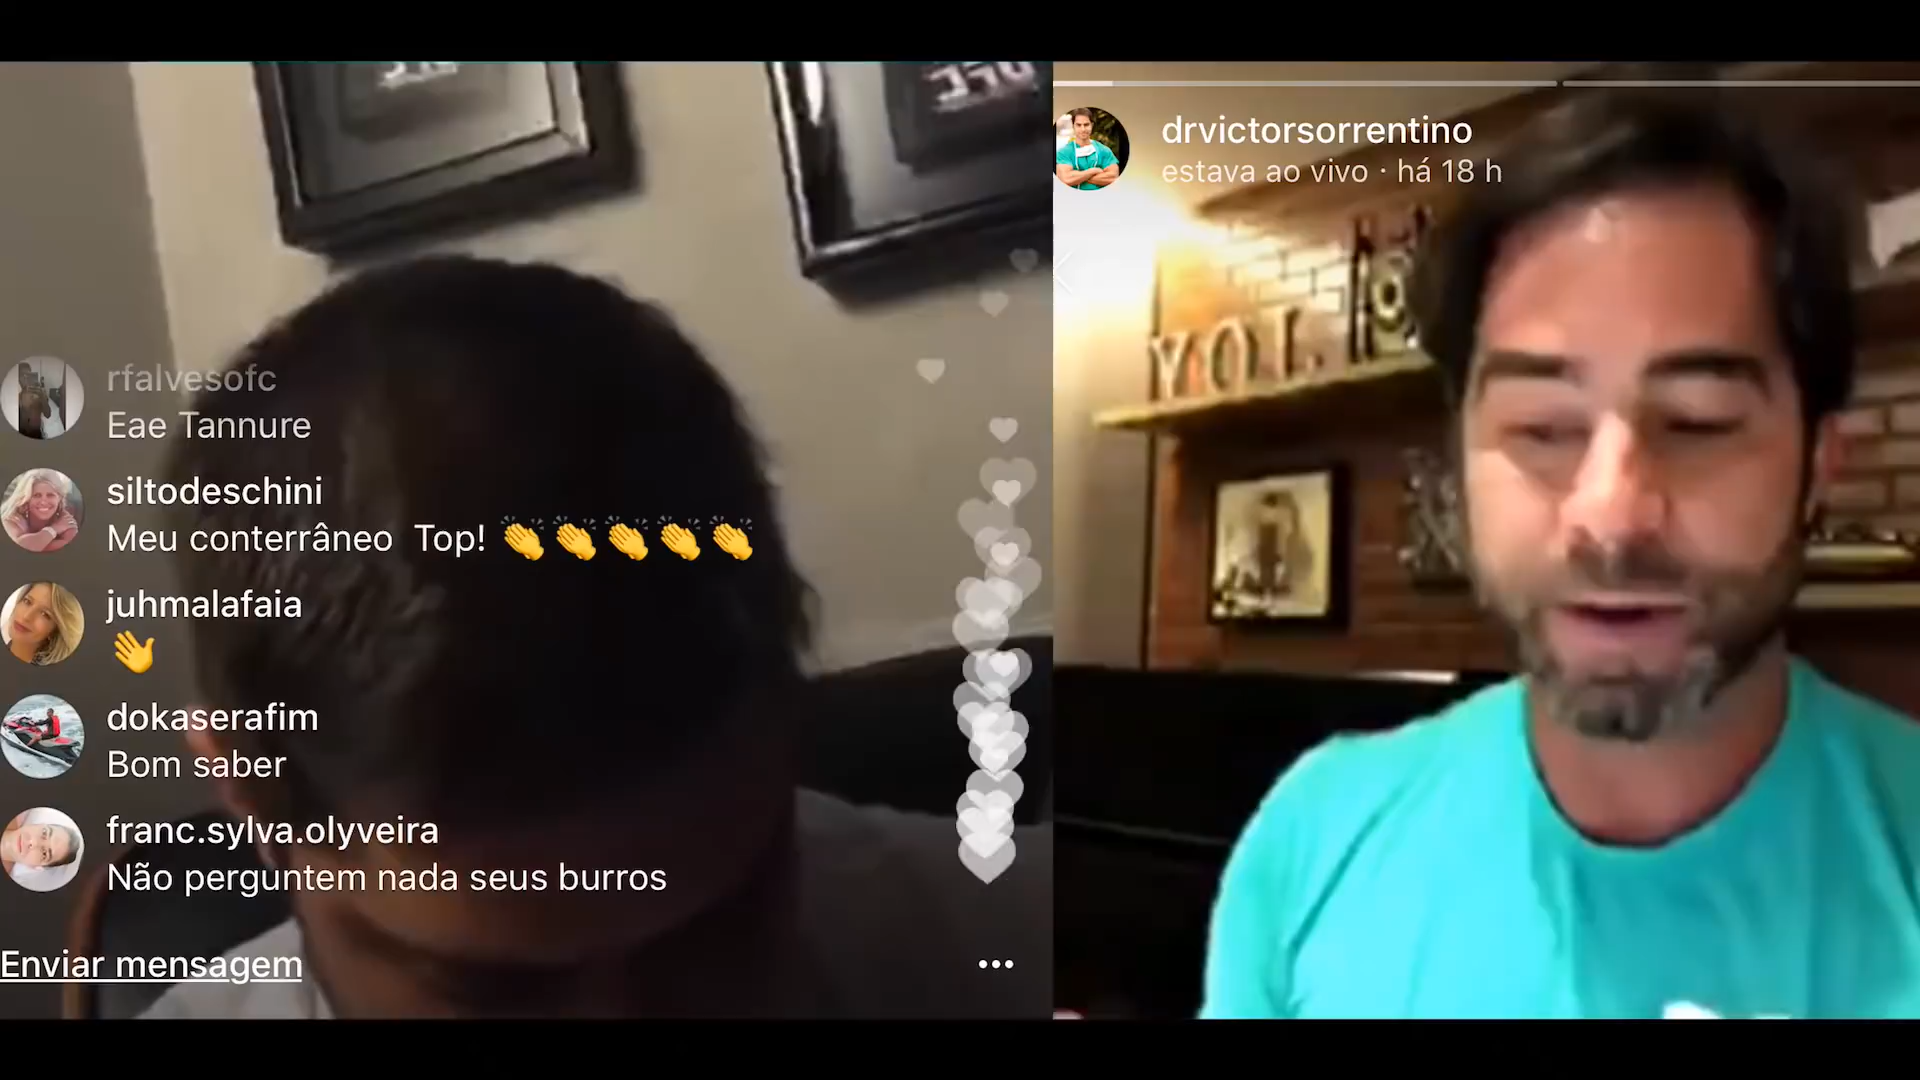 rfalvesofc
Eae Tannure
siltodeschini
Meu conterrâneo Top! 👏👏👏👏👏
juhmalafaia
👋
dokaserafim
Bom saber
franc.sylva.olyveira
Não perguntem nada seus burros
Enviar mensagem
drvictorsorrentino
estava ao vivo · há 18 h